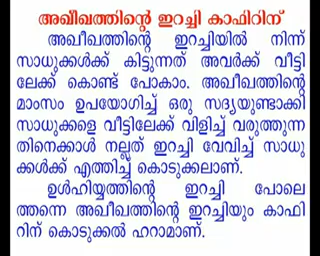 അഖീഖത്തിന്റെ ഇറച്ചി കാഫിറിന്
അഖീഖത്തിന്റെ ഇറച്ചിയിൽ നിന്ന്
സാധുക്കൾക്ക് കിട്ടുന്നത് അവർക്ക് വീട്ടി
ലേക്ക് കൊണ്ട് പോകാം. അഖീഖത്തിന്റെ
മാംസം ഉപയോഗിച്ച് ഒരു സദ്യയുണ്ടാക്കി
സാധുക്കളെ വീട്ടിലേക്ക് വിളിച്ച് വരുത്തുന്ന
തിനെക്കാൾ നല്ലത് ഇറച്ചി വേവിച്ച് സാധു
ക്കൾക്ക് എത്തിച്ച് കൊടുക്കലാണ്.
ഉള്ഹിയ്യത്തിന്റെ ഇറച്ചി പോലെ
ത്തന്നെ അഖീഖത്തിന്റെ ഇറച്ചിയും കാഫി
റിന് കൊടുക്കൽ ഹറാമാണ്.